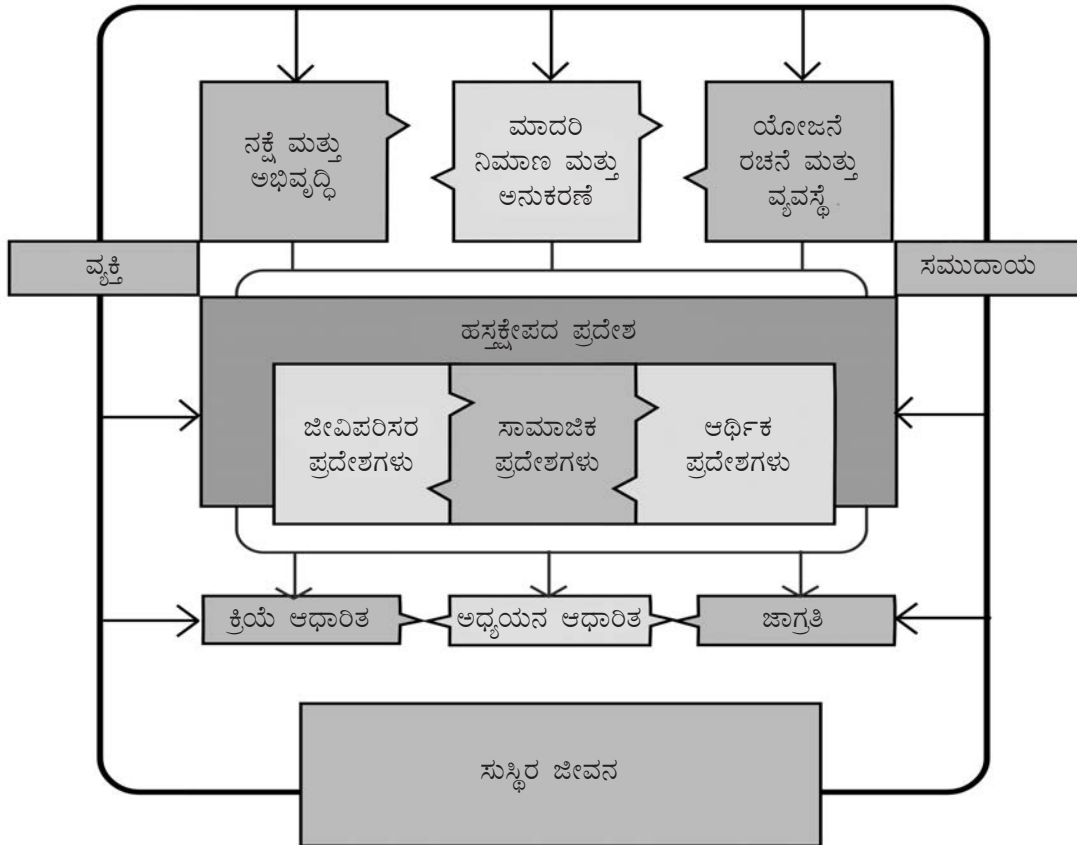 ನಕ್ಷೆ ಮತ್ತು
ಅಭಿವೃದ್ಧಿ
ಮಾದರಿ
ನಿಮಾಣ ಮತ್ತು
ಅನುಕರಣೆ
ಯೋಜನೆ
ರಚನೆ ಮತ್ತು
ವ್ಯವಸ್ಥೆ .
ವ್ಯಕ್ತಿ
ಸಮುದಾಯ
ಹಸ್ತಕ್ಷೇಪದ ಪ್ರದೇಶ
ಜೀವಿಪರಿಸರ
ಪ್ರದೇಶಗಳು
ಸಾಮಾಜಿಕ
ಪ್ರದೇಶಗಳು
ಆರ್ಥಿಕ
ಪ್ರದೇಶಗಳು
ಕ್ರಿಯೆ ಆಧಾರಿತ
ಅಧ್ಯಯನ ಆಧಾರಿತ
ಜಾಗ್ರತಿ
ಸುಸ್ಥಿರ ಜೀವನ